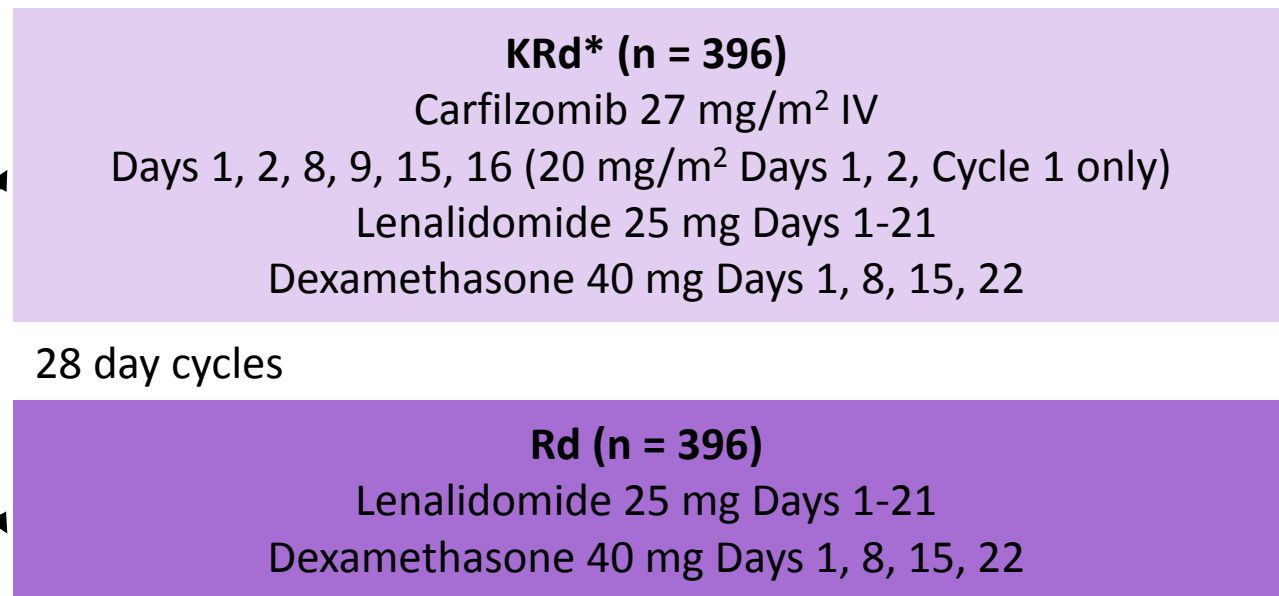 KRd* (n = 396)
Carfilzomib 27 mg/m² IV
Days 1, 2, 8, 9, 15, 16 (20 mg/m² Days 1, 2, Cycle 1 only)
Lenalidomide 25 mg Days 1-21
Dexamethasone 40 mg Days 1, 8, 15, 22
28 day cycles
Rd (n = 396)
Lenalidomide 25 mg Days 1-21
Dexamethasone 40 mg Days 1, 8, 15, 22